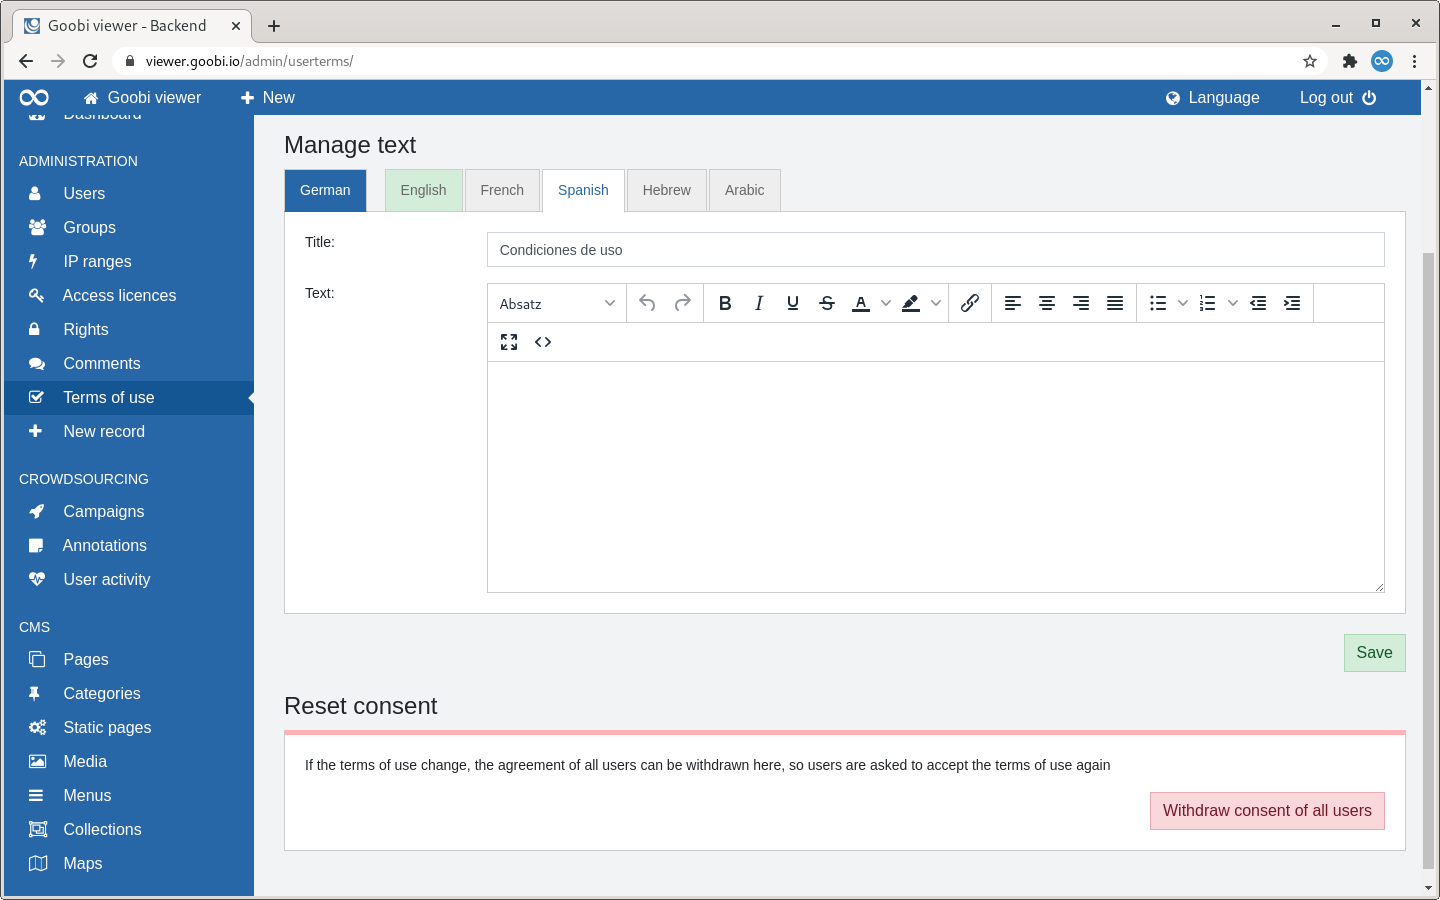 Goobi viewer - Backend
viewer.goobi.io/admin/userterms/
Goobi viewer
New
Language
Log out
Dashboard
ADMINISTRATION
Users
Groups
IP ranges
Access licences
Rights
Comments
Terms of use
New record
CROWDSOURCING
Campaigns
Annotations
User activity
CMS
Pages
Categories
Static pages
Media
Menus
Collections
Maps
Manage text
German English French Spanish Hebrew Arabic
Title:
Condiciones de uso
Text:
Absatz
B I U S A
Save
Reset consent
If the terms of use change, the agreement of all users can be withdrawn here, so users are asked to accept the terms of use again
Withdraw consent of all users